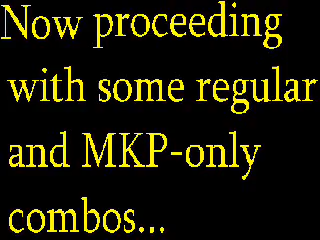 Now proceeding
with some regular
and MKP-only
combos...